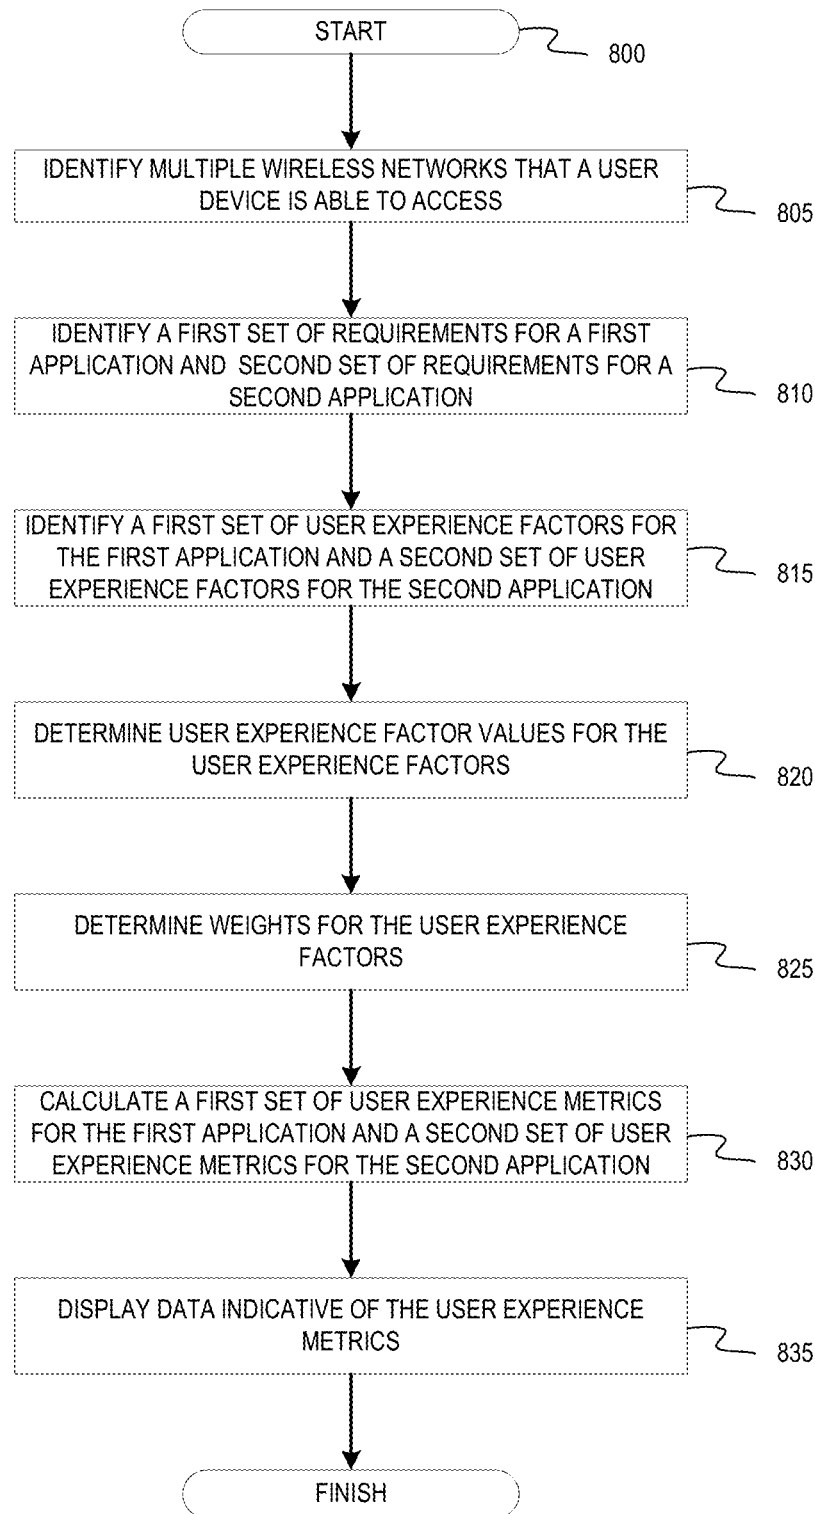 START
800
IDENTIFY MULTIPLE WIRELESS NETWORKS THAT A USER
DEVICE IS ABLE TO ACCESS
805
IDENTIFY A FIRST SET OF REQUIREMENTS FOR A FIRST
APPLICATION AND SECOND SET OF REQUIREMENTS FOR A
SECOND APPLICATION
810
IDENTIFY A FIRST SET OF USER EXPERIENCE FACTORS FOR
THE FIRST APPLICATION AND A SECOND SET OF USER
EXPERIENCE FACTORS FOR THE SECOND APPLICATION
815
DETERMINE USER EXPERIENCE FACTOR VALUES FOR THE
USER EXPERIENCE FACTORS
820
DETERMINE WEIGHTS FOR THE USER EXPERIENCE
FACTORS
825
CALCULATE A FIRST SET OF USER EXPERIENCE METRICS
FOR THE FIRST APPLICATION AND A SECOND SET OF USER
EXPERIENCE METRICS FOR THE SECOND APPLICATION
830
DISPLAY DATA INDICATIVE OF THE USER EXPERIENCE
METRICS
835
FINISH